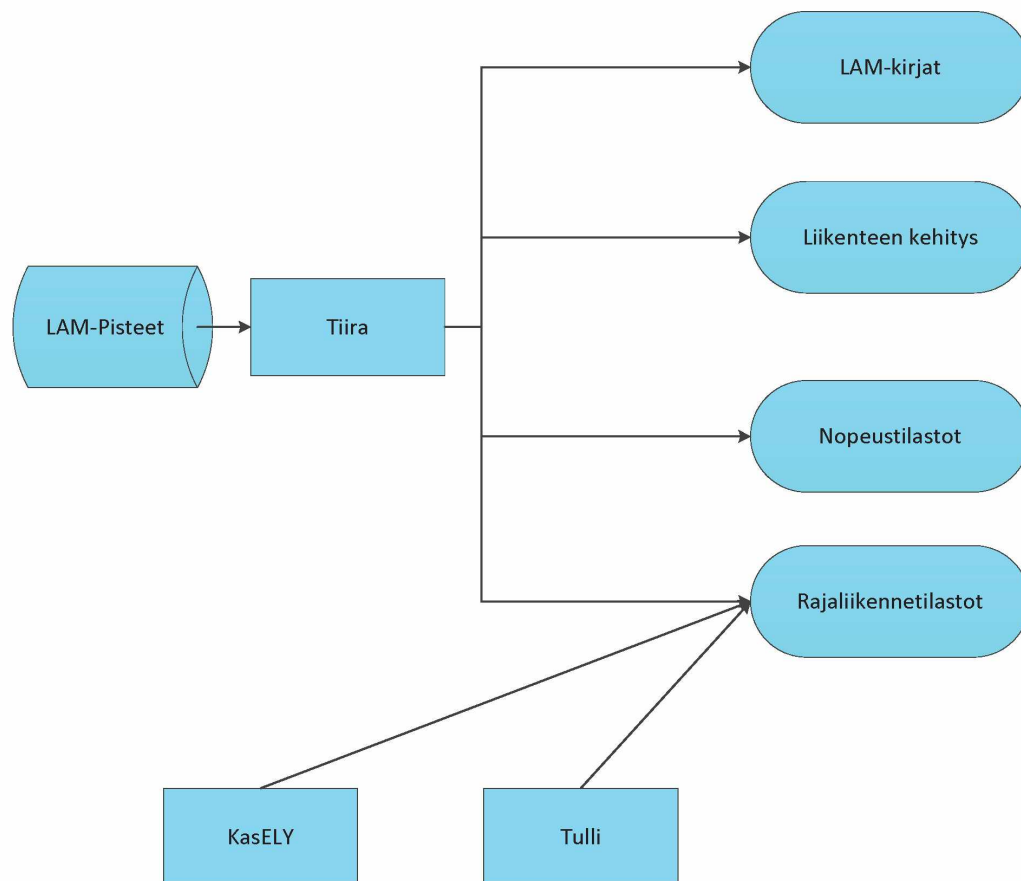 LAM-kirjat
Liikenteen kehitys
LAM-Pisteet
Tiira
Nopeustilastot
Rajaliikennetilastot
KasELY
Tulli